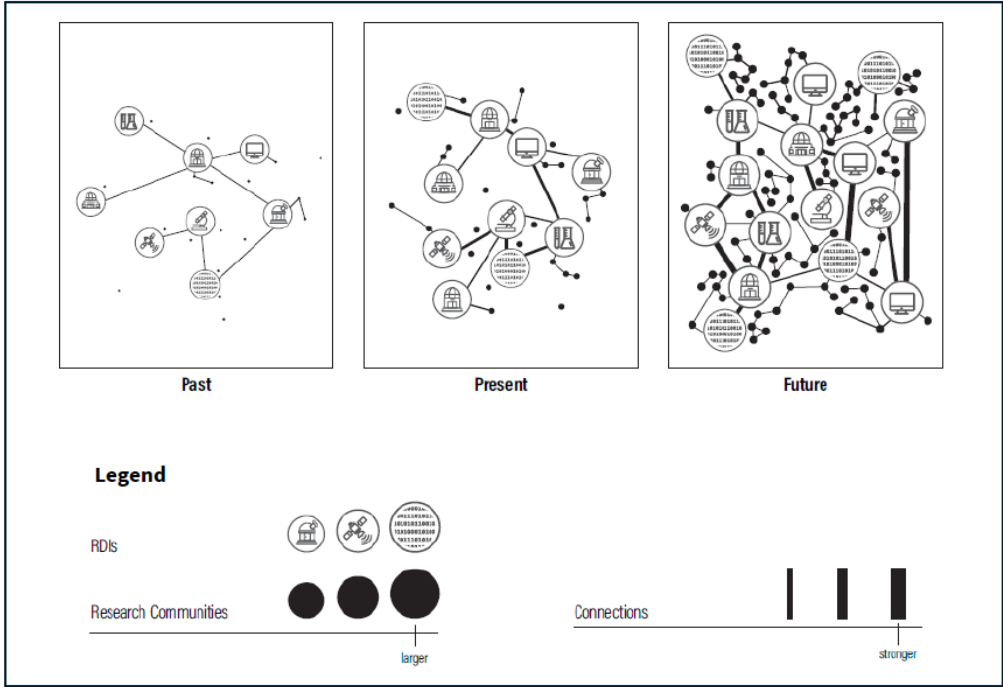 Past
Present
Future
Legend
RDIs
Research Communities
larger
Connections
stronger